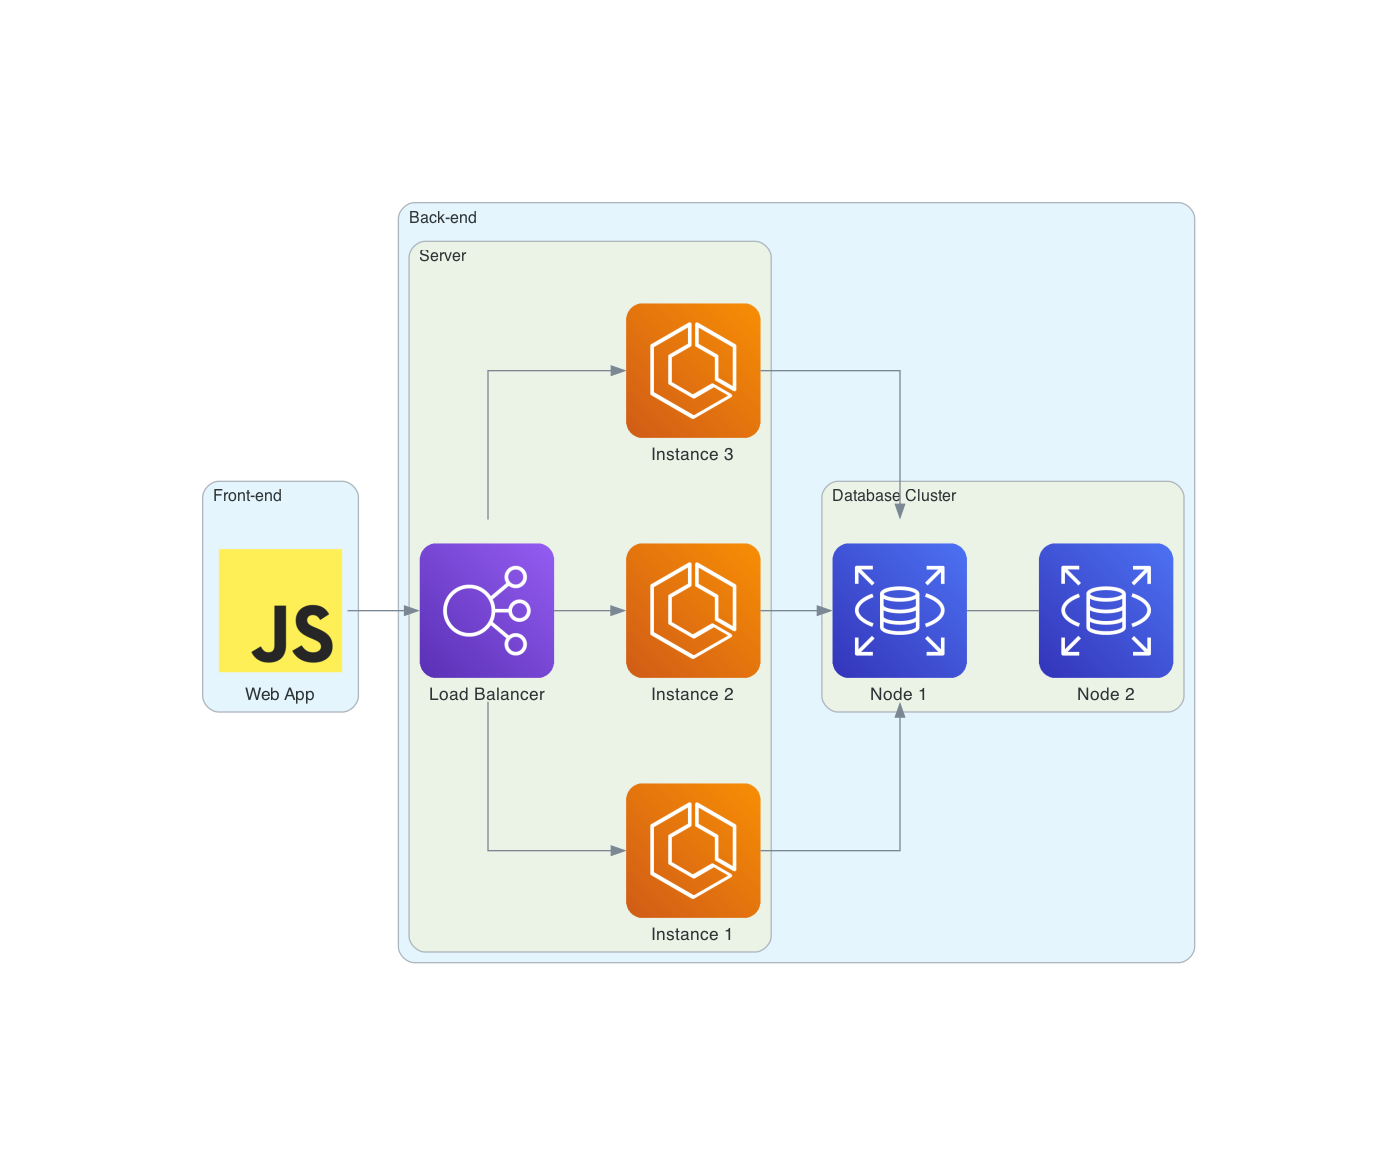 Back-end
Server
Instance 3
Front-end
JS
Web App
Load Balancer
Instance 2
Database Cluster
Node 1
Node 2
Instance 1